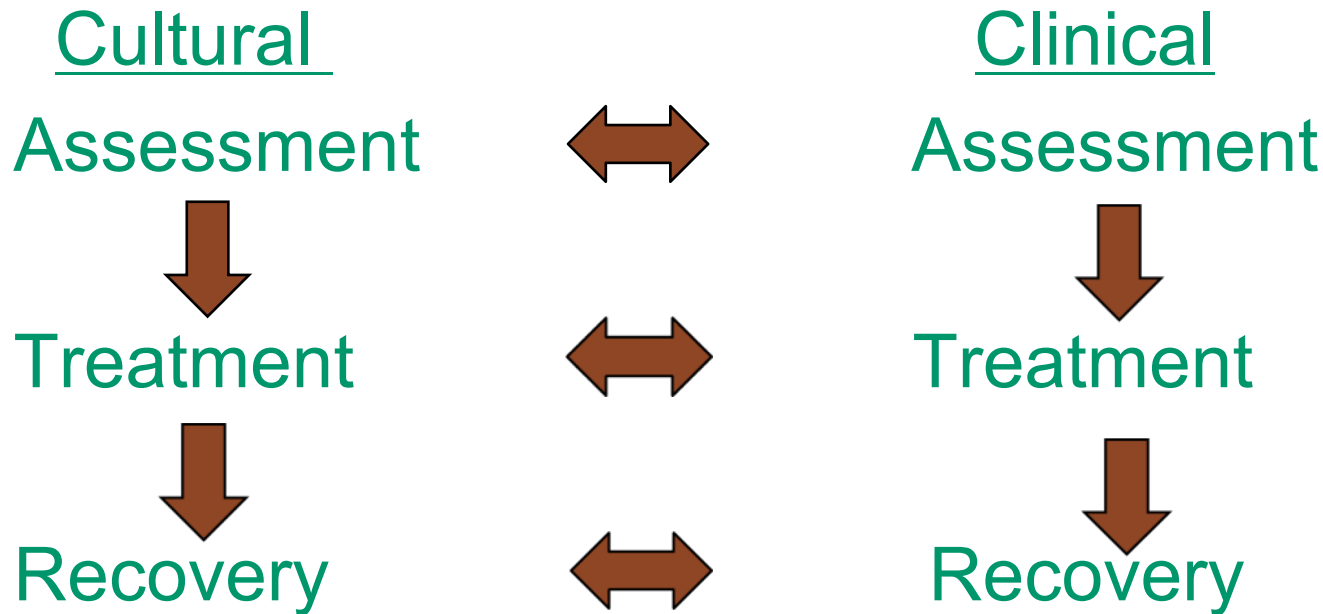 Cultural Clinical
Assessment Assessment
Treatment Treatment
Recovery Recovery